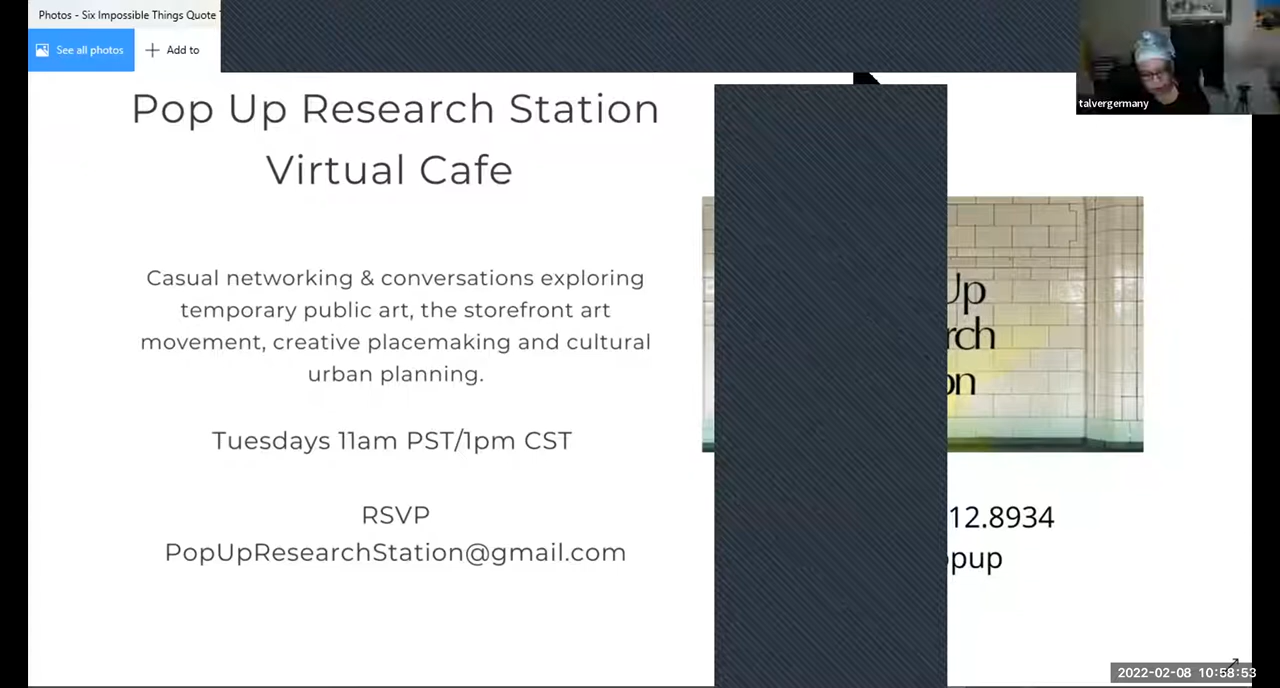 Photos - Six Impossible Things Quote
See all photos
Add to
talvergermany
Pop Up Research Station
Virtual Cafe
Casual networking & conversations exploring
temporary public art, the storefront art
movement, creative placemaking and cultural
urban planning.
Tuesdays 11am PST/1pm CST
RSVP
PopUpResearchStation@gmail.com
Up
rch
on
12.8934
opup
2022-02-08 10:58:53